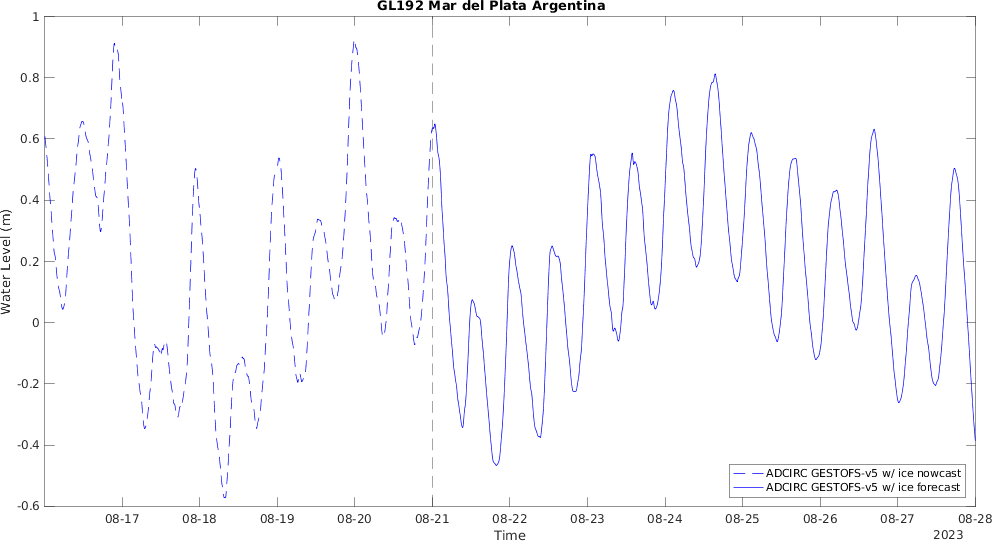 GL192 Mar del Plata Argentina
Water Level (m)
1
0.8
0.6
0.4
0.2
0
-0.2
-0.4
-0.6
ADCIRC GESTOFS-v5 w/ ice nowcast
ADCIRC GESTOFS-v5 w/ ice forecast
08-17 08-18 08-19 08-20 08-21 08-22 08-23 08-24 08-25 08-26 08-27 08-28
Time
2023